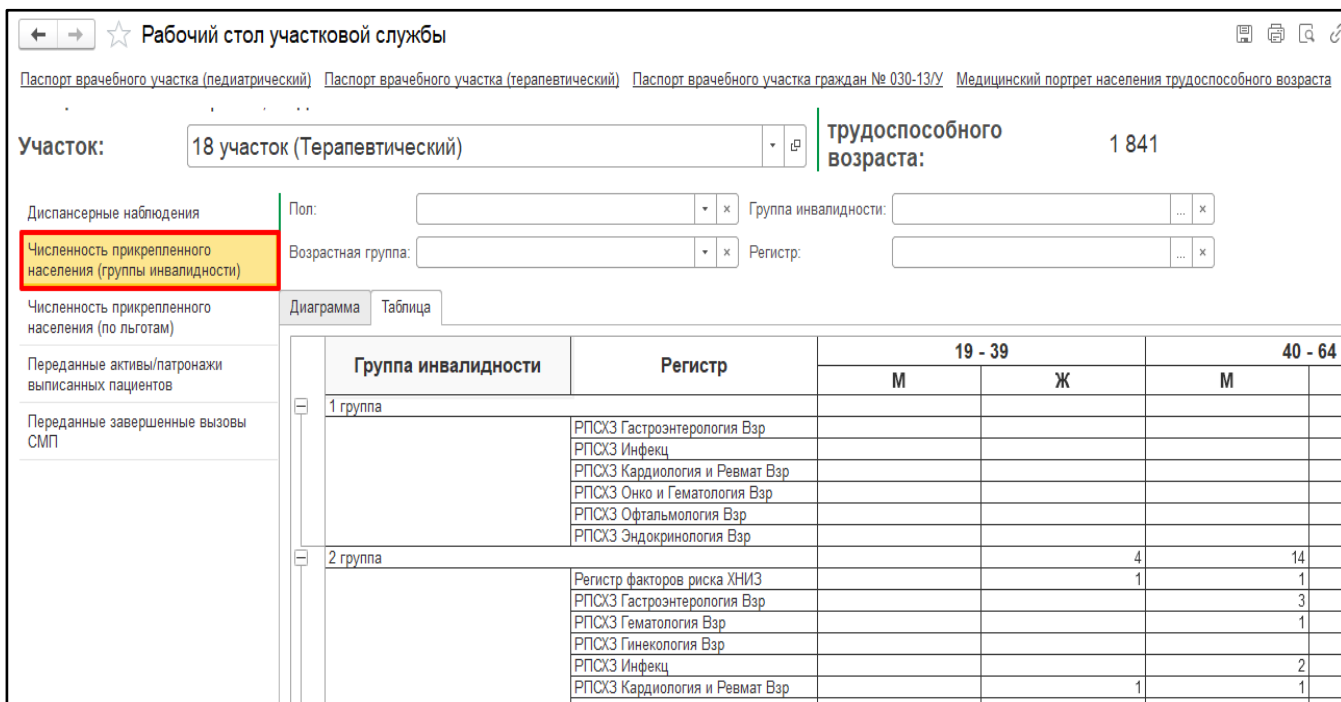 Рабочий стол участковой службы
Паспорт врачебного участка (педиатрический) Паспорт врачебного участка (терапевтический) Паспорт врачебного участка граждан № 030-13/У Медицинский портрет населения трудоспособного возраста
Участок: 18 участок (Терапевтический)
трудоспособного
возраста: 1 841
Диспансерные наблюдения
Численность прикрепленного
населения (группы инвалидности)
Численность прикрепленного
населения (по льготам)
Переданные активы/патронажи
выписанных пациентов
Переданные завершенные вызовы
СМП
Пол: Группа инвалидности:
Возрастная группа: Регистр:
Диаграмма Таблица
Группа инвалидности Регистр 19 - 39 40 - 64
М Ж М
1 группа
РПСХЗ Гастроэнтерология Взр
РПСХЗ Инфекц
РПСХЗ Кардиология и Ревмат Взр
РПСХЗ Онко и Гематология Взр
РПСХЗ Офтальмология Взр
РПСХЗ Эндокринология Взр
2 группа 4 14
Регистр факторов риска ХНИЗ 1 1
РПСХЗ Гастроэнтерология Взр 3
РПСХЗ Гематология Взр 1
РПСХЗ Гинекология Взр
РПСХЗ Инфекц 2
РПСХЗ Кардиология и Ревмат Взр 1 1